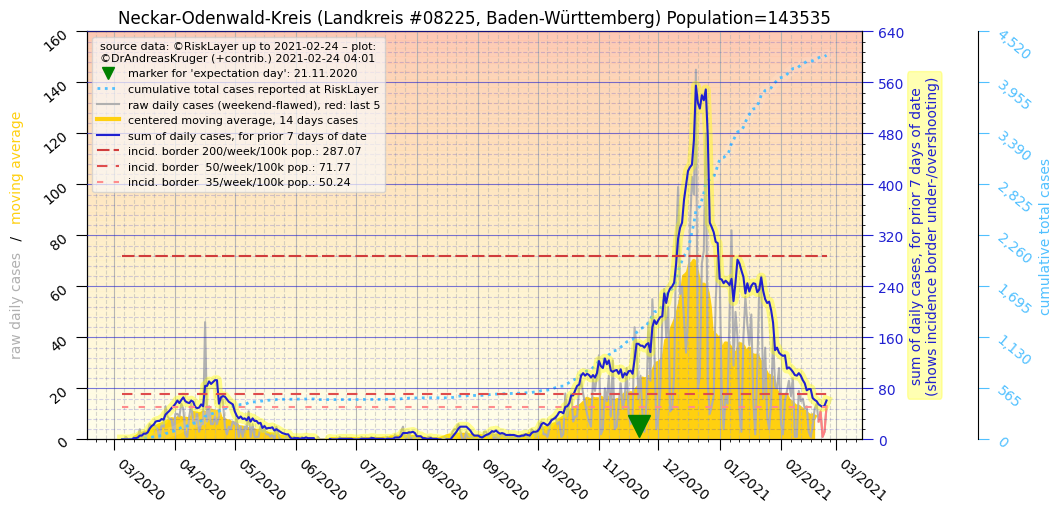 Neckar-Odenwald-Kreis (Landkreis #08225, Baden-Württemberg) Population=143535
source data: ©RiskLayer up to 2021-02-24 – plot:
©DrAndreasKruger (+contrib.) 2021-02-24 04:01
marker for 'expectation day': 21.11.2020
cumulative total cases reported at RiskLayer
raw daily cases (weekend-flawed), red: last 5
centered moving average, 14 days cases
sum of daily cases, for prior 7 days of date
incid. border 200/week/100k pop.: 287.07
incid. border  50/week/100k pop.: 71.77
incid. border  35/week/100k pop.: 50.24
raw daily cases / moving average
160
140
120
100
80
60
40
20
0
640
560
480
400
320
240
160
80
0
sum of daily cases, for prior 7 days of date
(shows incidence border under-/overshooting)
4,520
3,955
3,390
2,825
2,260
1,695
1,130
565
0
cumulative total cases
03/2020
04/2020
05/2020
06/2020
07/2020
08/2020
09/2020
10/2020
11/2020
12/2020
01/2021
02/2021
03/2021